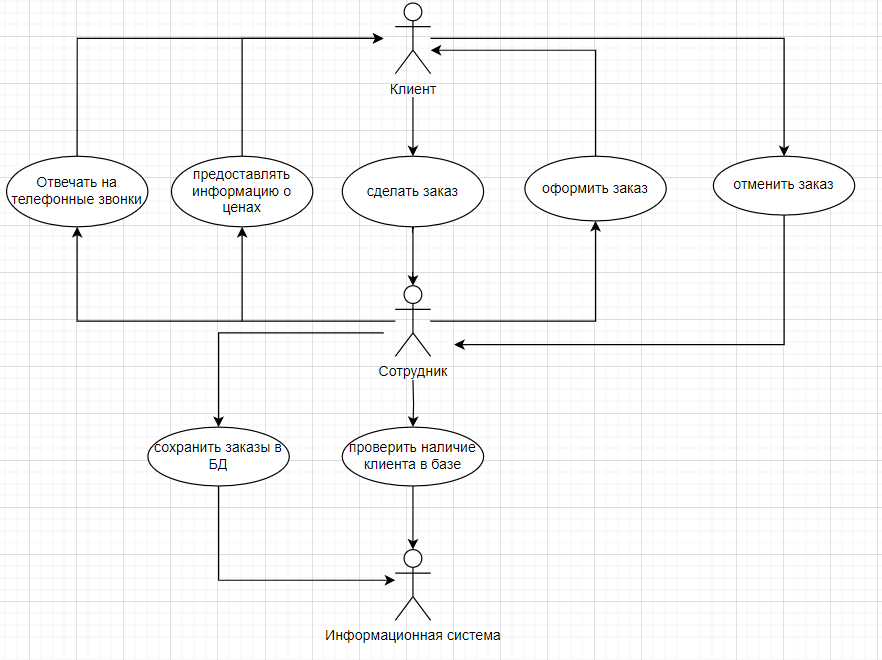 Клиент
Отвечать на
телефонные звонки
предоставлять
информацию о
ценах
сделать заказ
оформить заказ
отменить заказ
Сотрудник
сохранить заказы в
БД
проверить наличие
клиента в базе
Информационная система